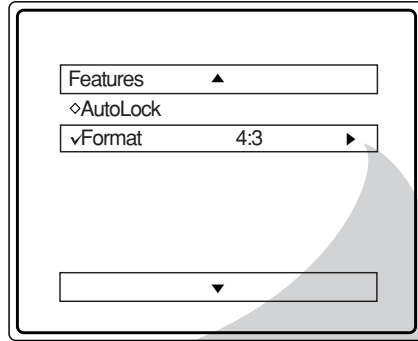 Features ▲
◇AutoLock
✓Format 4:3 ▶
▼